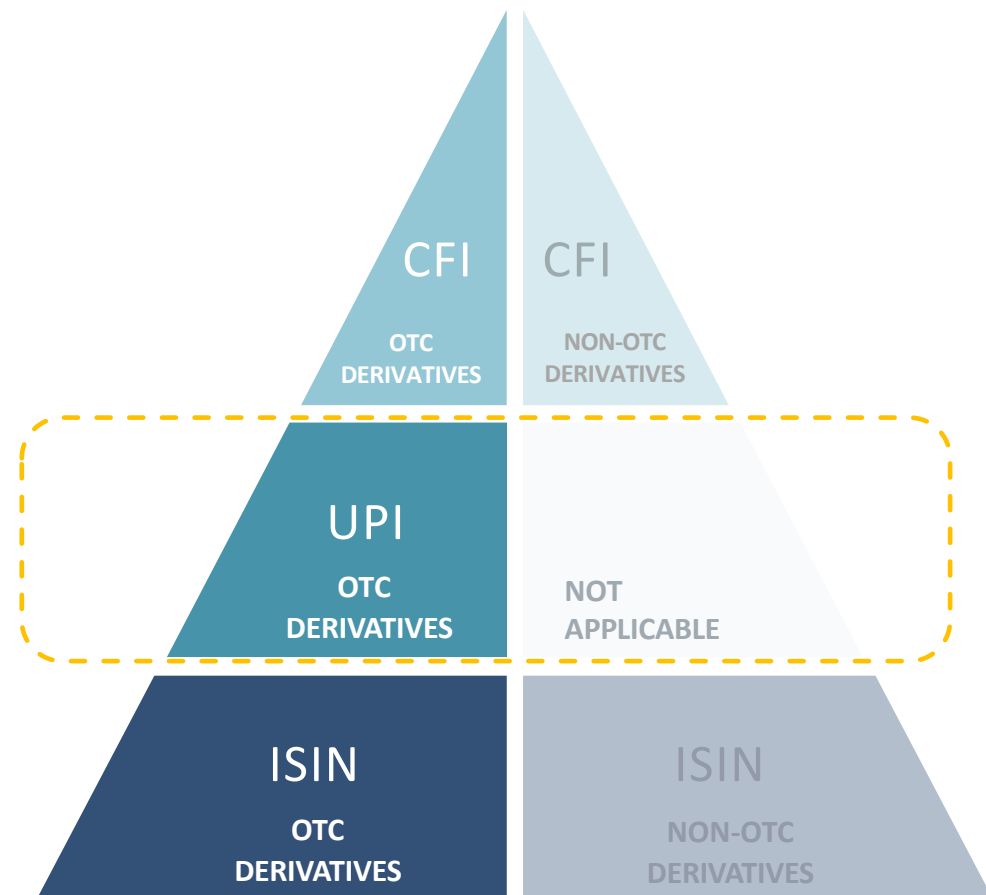 CFI
OTC
DERIVATIVES
CFI
NON-OTC
DERIVATIVES
UPI
OTC
DERIVATIVES
NOT
APPLICABLE
ISIN
OTC
DERIVATIVES
ISIN
NON-OTC
DERIVATIVES